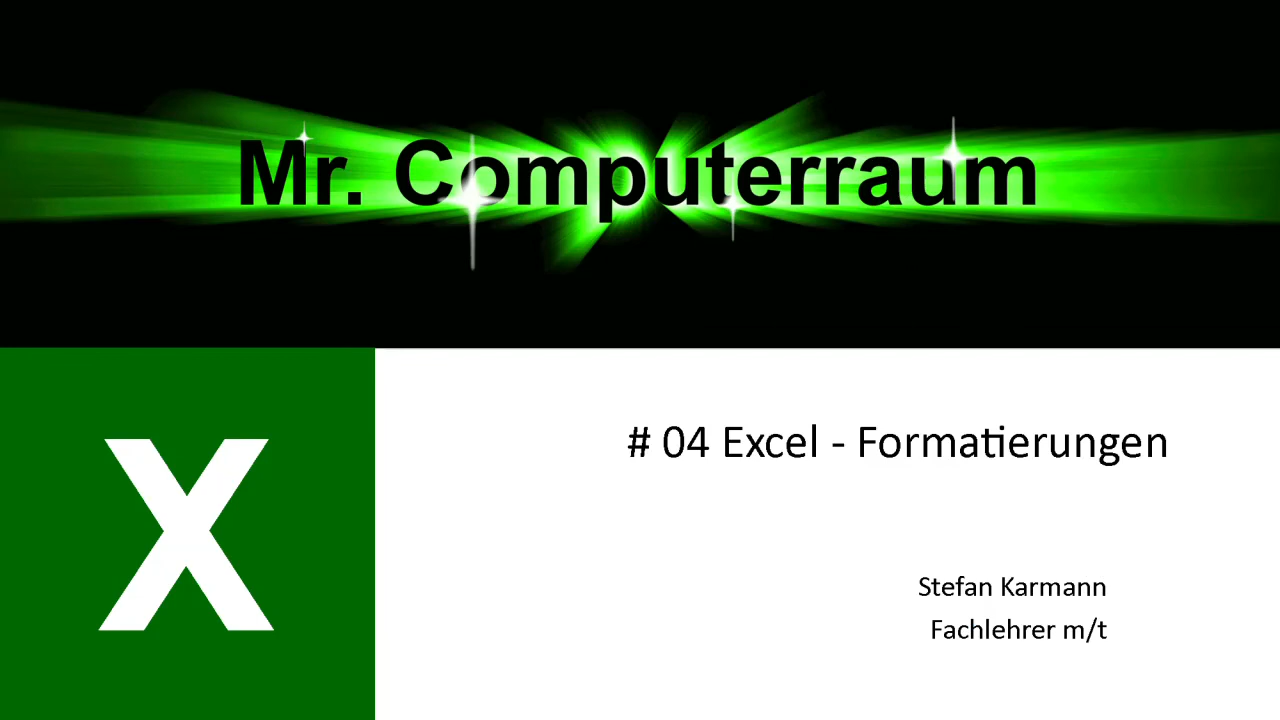 Mr. Computerraum
X
# 04 Excel - Formatierungen
Stefan Karmann
Fachlehrer m/t